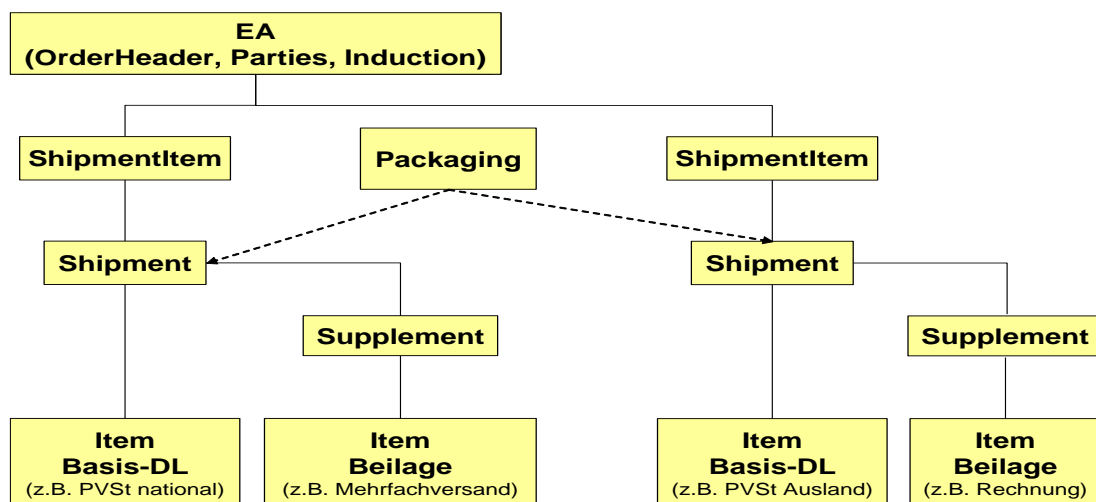 EA
(OrderHeader, Parties, Induction)
ShipmentItem
Packaging
ShipmentItem
Shipment
Shipment
Supplement
Supplement
Item
Basis-DL
(z.B. PVSt national)
Item
Beilage
(z.B. Mehrfachversand)
Item
Basis-DL
(z.B. PVSt Ausland)
Item
Beilage
(z.B. Rechnung)